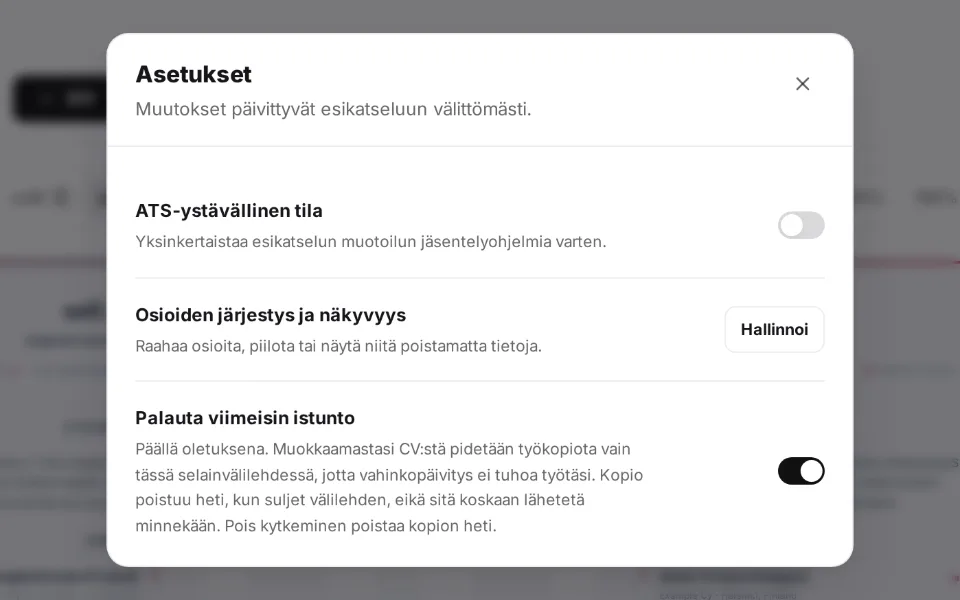 Asetukset
Muutokset päivittyvät esikatseluun välittömästi.
ATS-ystävällinen tila
Yksinkertaistaa esikatselun muotoilun jäsentelyohjelmia varten.
Osioiden järjestys ja näkyvyys
Raahaa osioita, piilota tai näytä niitä poistamatta tietoja.
Hallinnoi
Palauta viimeisin istunto
Päällä oletuksena. Muokkaamastasi CV:stä pidetään työkopiota vain
tässä selainvälilehdessä, jotta vahinkopäivitys ei tuhoa työtäsi. Kopio
poistuu heti, kun suljet välilehden, eikä sitä koskaan lähetetä
minnekään. Pois kytkeminen poistaa kopion heti.